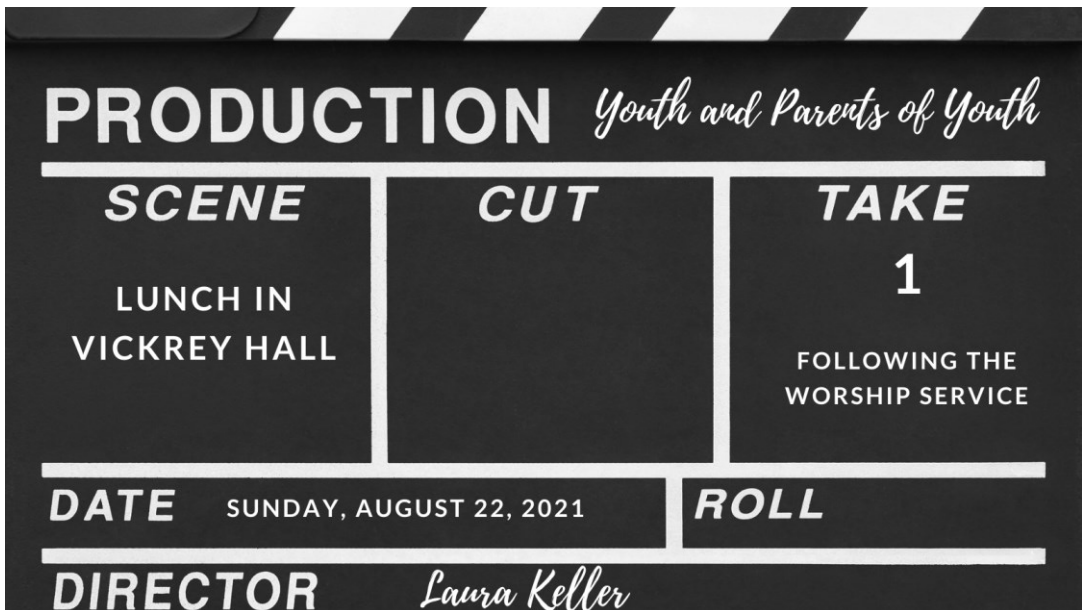 PRODUCTION Youth and Parents of Youth
SCENE
LUNCH IN
VICKREY HALL
CUT
TAKE
1
FOLLOWING THE
WORSHIP SERVICE
DATE SUNDAY, AUGUST 22, 2021
ROLL
DIRECTOR Laura Keller